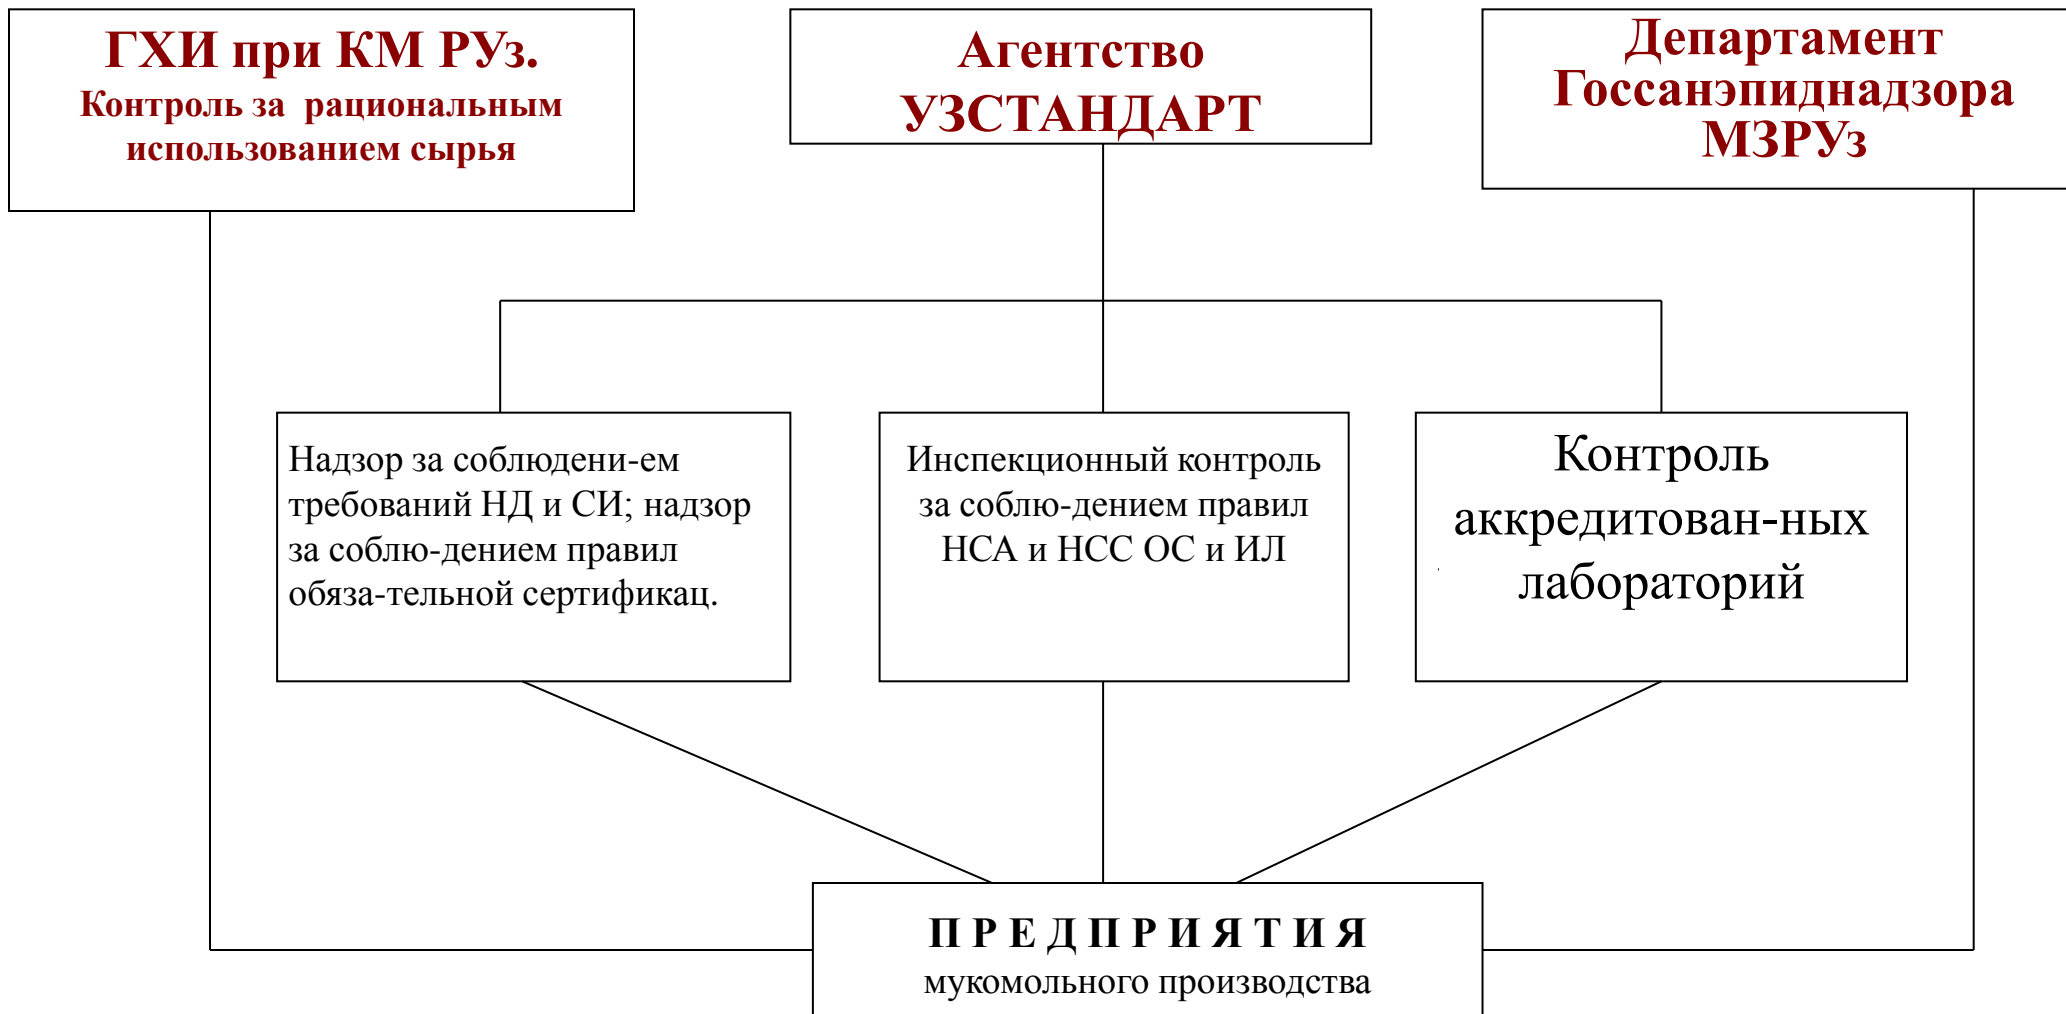 ГХИ при КМ РУз.
Контроль за рациональным
использованием сырья
Агентство
УЗСТАНДАРТ
Департамент
Госсанэпиднадзора
МЗРУз
Надзор за соблюдени-ем
требований НД и СИ; надзор
за соблю-дением правил
обяза-тельной сертификац.
Инспекционный контроль
за соблю-дением правил
НСА и НСС ОС и ИЛ
Контроль
аккредитован-ных
лабораторий
П Р Е Д П Р И Я Т И Я
мукомольного производства